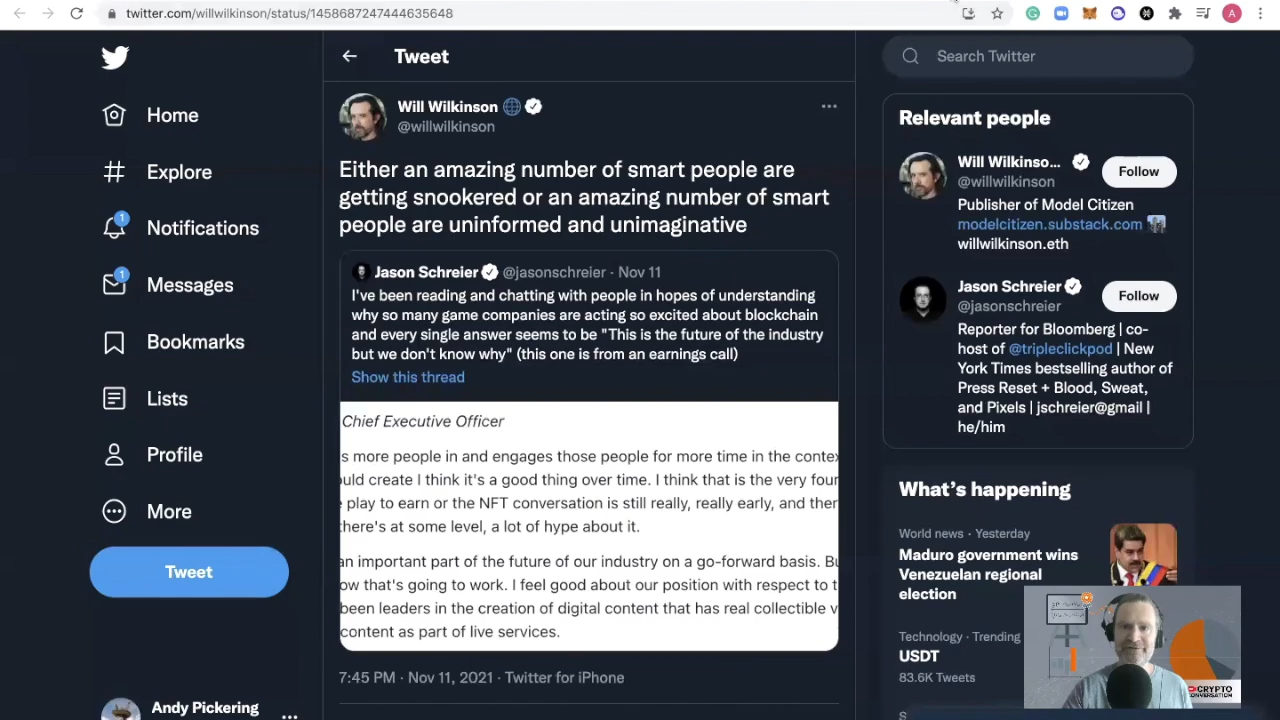 twitter.com/willwilkinson/status/1458687247444635648
A
Home
Explore
1
Notifications
1
Messages
Bookmarks
Lists
Profile
More
Tweet
Andy Pickering
Tweet
Will Wilkinson
@willwilkinson
Either an amazing number of smart people are
getting snookered or an amazing number of smart
people are uninformed and unimaginative
Jason Schreier @jasonschreier · Nov 11
I've been reading and chatting with people in hopes of understanding
why so many game companies are acting so excited about blockchain
and every single answer seems to be "This is the future of the industry
but we don't know why" (this one is from an earnings call)
Show this thread
Chief Executive Officer
s more people in and engages those people for more time in the contex
ould create I think it's a good thing over time. I think that is the very four
e play to earn or the NFT conversation is still really, really early, and ther
there's at some level, a lot of hype about it.
an important part of the future of our industry on a go-forward basis. Bu
ow that's going to work. I feel good about our position with respect to t
been leaders in the creation of digital content that has real collectible v
content as part of live services.
7:45 PM · Nov 11, 2021 · Twitter for iPhone
Search Twitter
Relevant people
Will Wilkinso...
@willwilkinson
Follow
Publisher of Model Citizen
modelcitizen.substack.com
willwilkinson.eth
Jason Schreier
@jasonschreier
Follow
Reporter for Bloomberg | co-
host of @tripleclickpod | New
York Times bestselling author of
Press Reset + Blood, Sweat,
and Pixels | jschreier@gmail |
he/him
What's happening
World news · Yesterday
Maduro government wins
Venezuelan regional
election
Technology · Trending
USDT
83.6K Tweets
CRYPTO
CONVERSATION